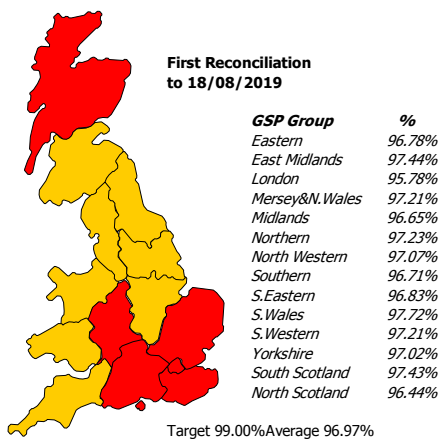 First Reconciliation
to 18/08/2019
GSP Group %
Eastern 96.78%
East Midlands 97.44%
London 95.78%
Mersey&N.Wales 97.21%
Midlands 96.65%
Northern 97.23%
North Western 97.07%
Southern 96.71%
S.Eastern 96.83%
S.Wales 97.72%
S.Western 97.21%
Yorkshire 97.02%
South Scotland 97.43%
North Scotland 96.44%
Target 99.00%Average 96.97%